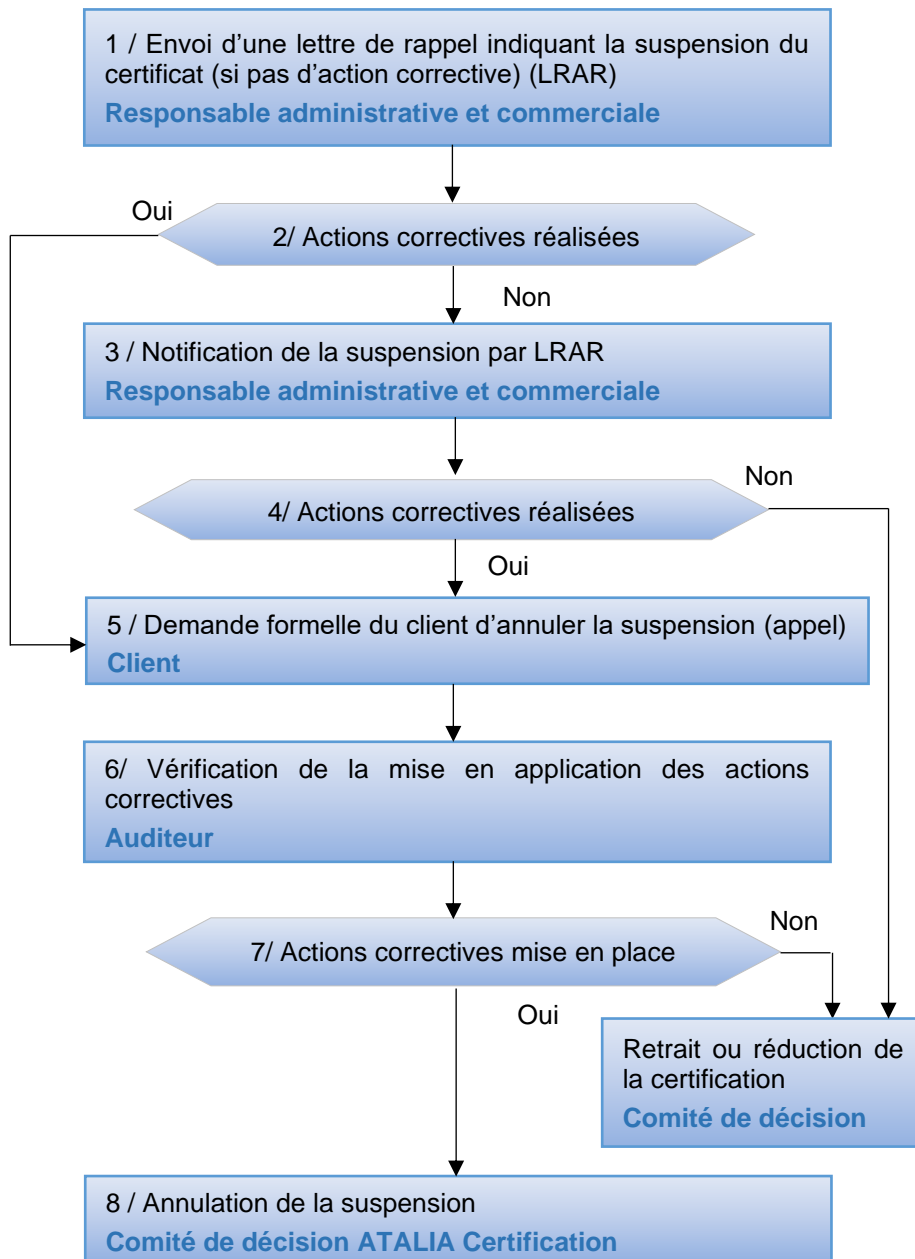 1 / Envoi d’une lettre de rappel indiquant la suspension du
certificat (si pas d’action corrective) (LRAR)
Responsable administrative et commerciale
Oui
2/ Actions correctives réalisées
Non
3 / Notification de la suspension par LRAR
Responsable administrative et commerciale
Non
4/ Actions correctives réalisées
Oui
5 / Demande formelle du client d’annuler la suspension (appel)
Client
6/ Vérification de la mise en application des actions
correctives
Auditeur
Non
7/ Actions correctives mise en place
Oui
Retrait ou réduction de
la certification
Comité de décision
8 / Annulation de la suspension
Comité de décision ATALIA Certification